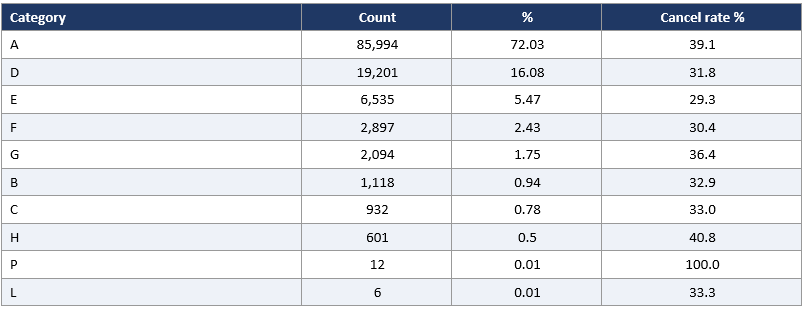 Category Count % Cancel rate %
A 85,994 72.03 39.1
D 19,201 16.08 31.8
E 6,535 5.47 29.3
F 2,897 2.43 30.4
G 2,094 1.75 36.4
B 1,118 0.94 32.9
C 932 0.78 33.0
H 601 0.5 40.8
P 12 0.01 100.0
L 6 0.01 33.3